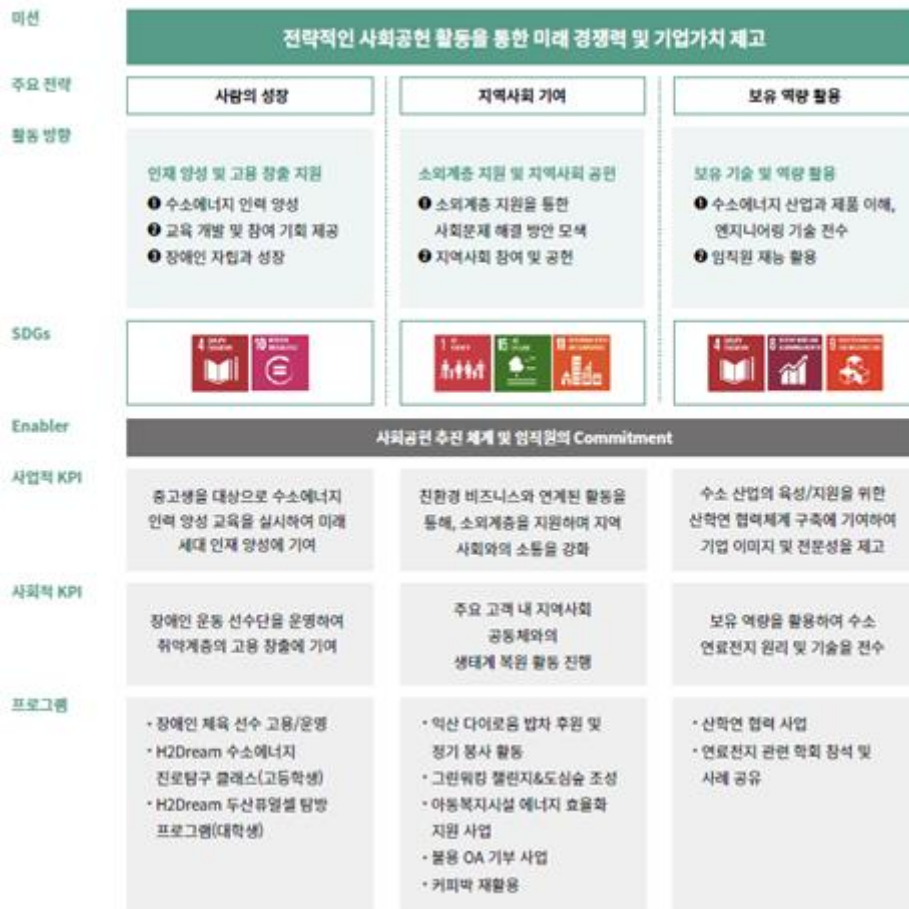 미션
전략적인 사회공헌 활동을 통한 미래 경쟁력 및 기업가치 제고
주요 전략
사람의 성장
지역사회 기여
보유 역량 활용
활동 방향
인재 양성 및 고용 창출 지원
❶ 수소에너지 인력 양성
❷ 교육 개발 및 참여 기회 제공
❸ 장애인 자립과 성장
소외계층 지원 및 지역사회 공헌
❶ 소외계층 지원을 통한
사회문제 해결 방안 모색
❷ 지역사회 참여 및 공헌
보유 기술 및 역량 활용
❶ 수소에너지 산업과 제품 이해,
엔지니어링 기술 전수
❷ 임직원 재능 활용
SDGs
4
10
1
15
11
4
8
9
Enabler
사회공헌 추진 체계 및 임직원의 Commitment
사업적 KPI
중고생을 대상으로 수소에너지
인력 양성 교육을 실시하여 미래
세대 인재 양성에 기여
친환경 비즈니스와 연계된 활동을
통해, 소외계층을 지원하며 지역
사회와의 소통을 강화
수소 산업의 육성/지원을 위한
산학연 협력체계 구축에 기여하여
기업 이미지 및 전문성을 제고
사회적 KPI
장애인 운동 선수단을 운영하여
취약계층의 고용 창출에 기여
주요 고객 내 지역사회
공동체와의
생태계 복원 활동 진행
보유 역량을 활용하여 수소
연료전지 원리 및 기술을 전수
프로그램
• 장애인 체육 선수 고용/운영
• H2Dream 수소에너지
진로탐구 클래스(고등학생)
• H2Dream 두산퓨얼셀 탐방
프로그램(대학생)
• 익산 다이로움 밥차 후원 및
정기 봉사 활동
• 그린워킹 챌린지&도심숲 조성
• 아동복지시설 에너지 효율화
지원 사업
• 불용 OA 기부 사업
• 커피박 재활용
• 산학연 협력 사업
• 연료전지 관련 학회 참석 및
사례 공유